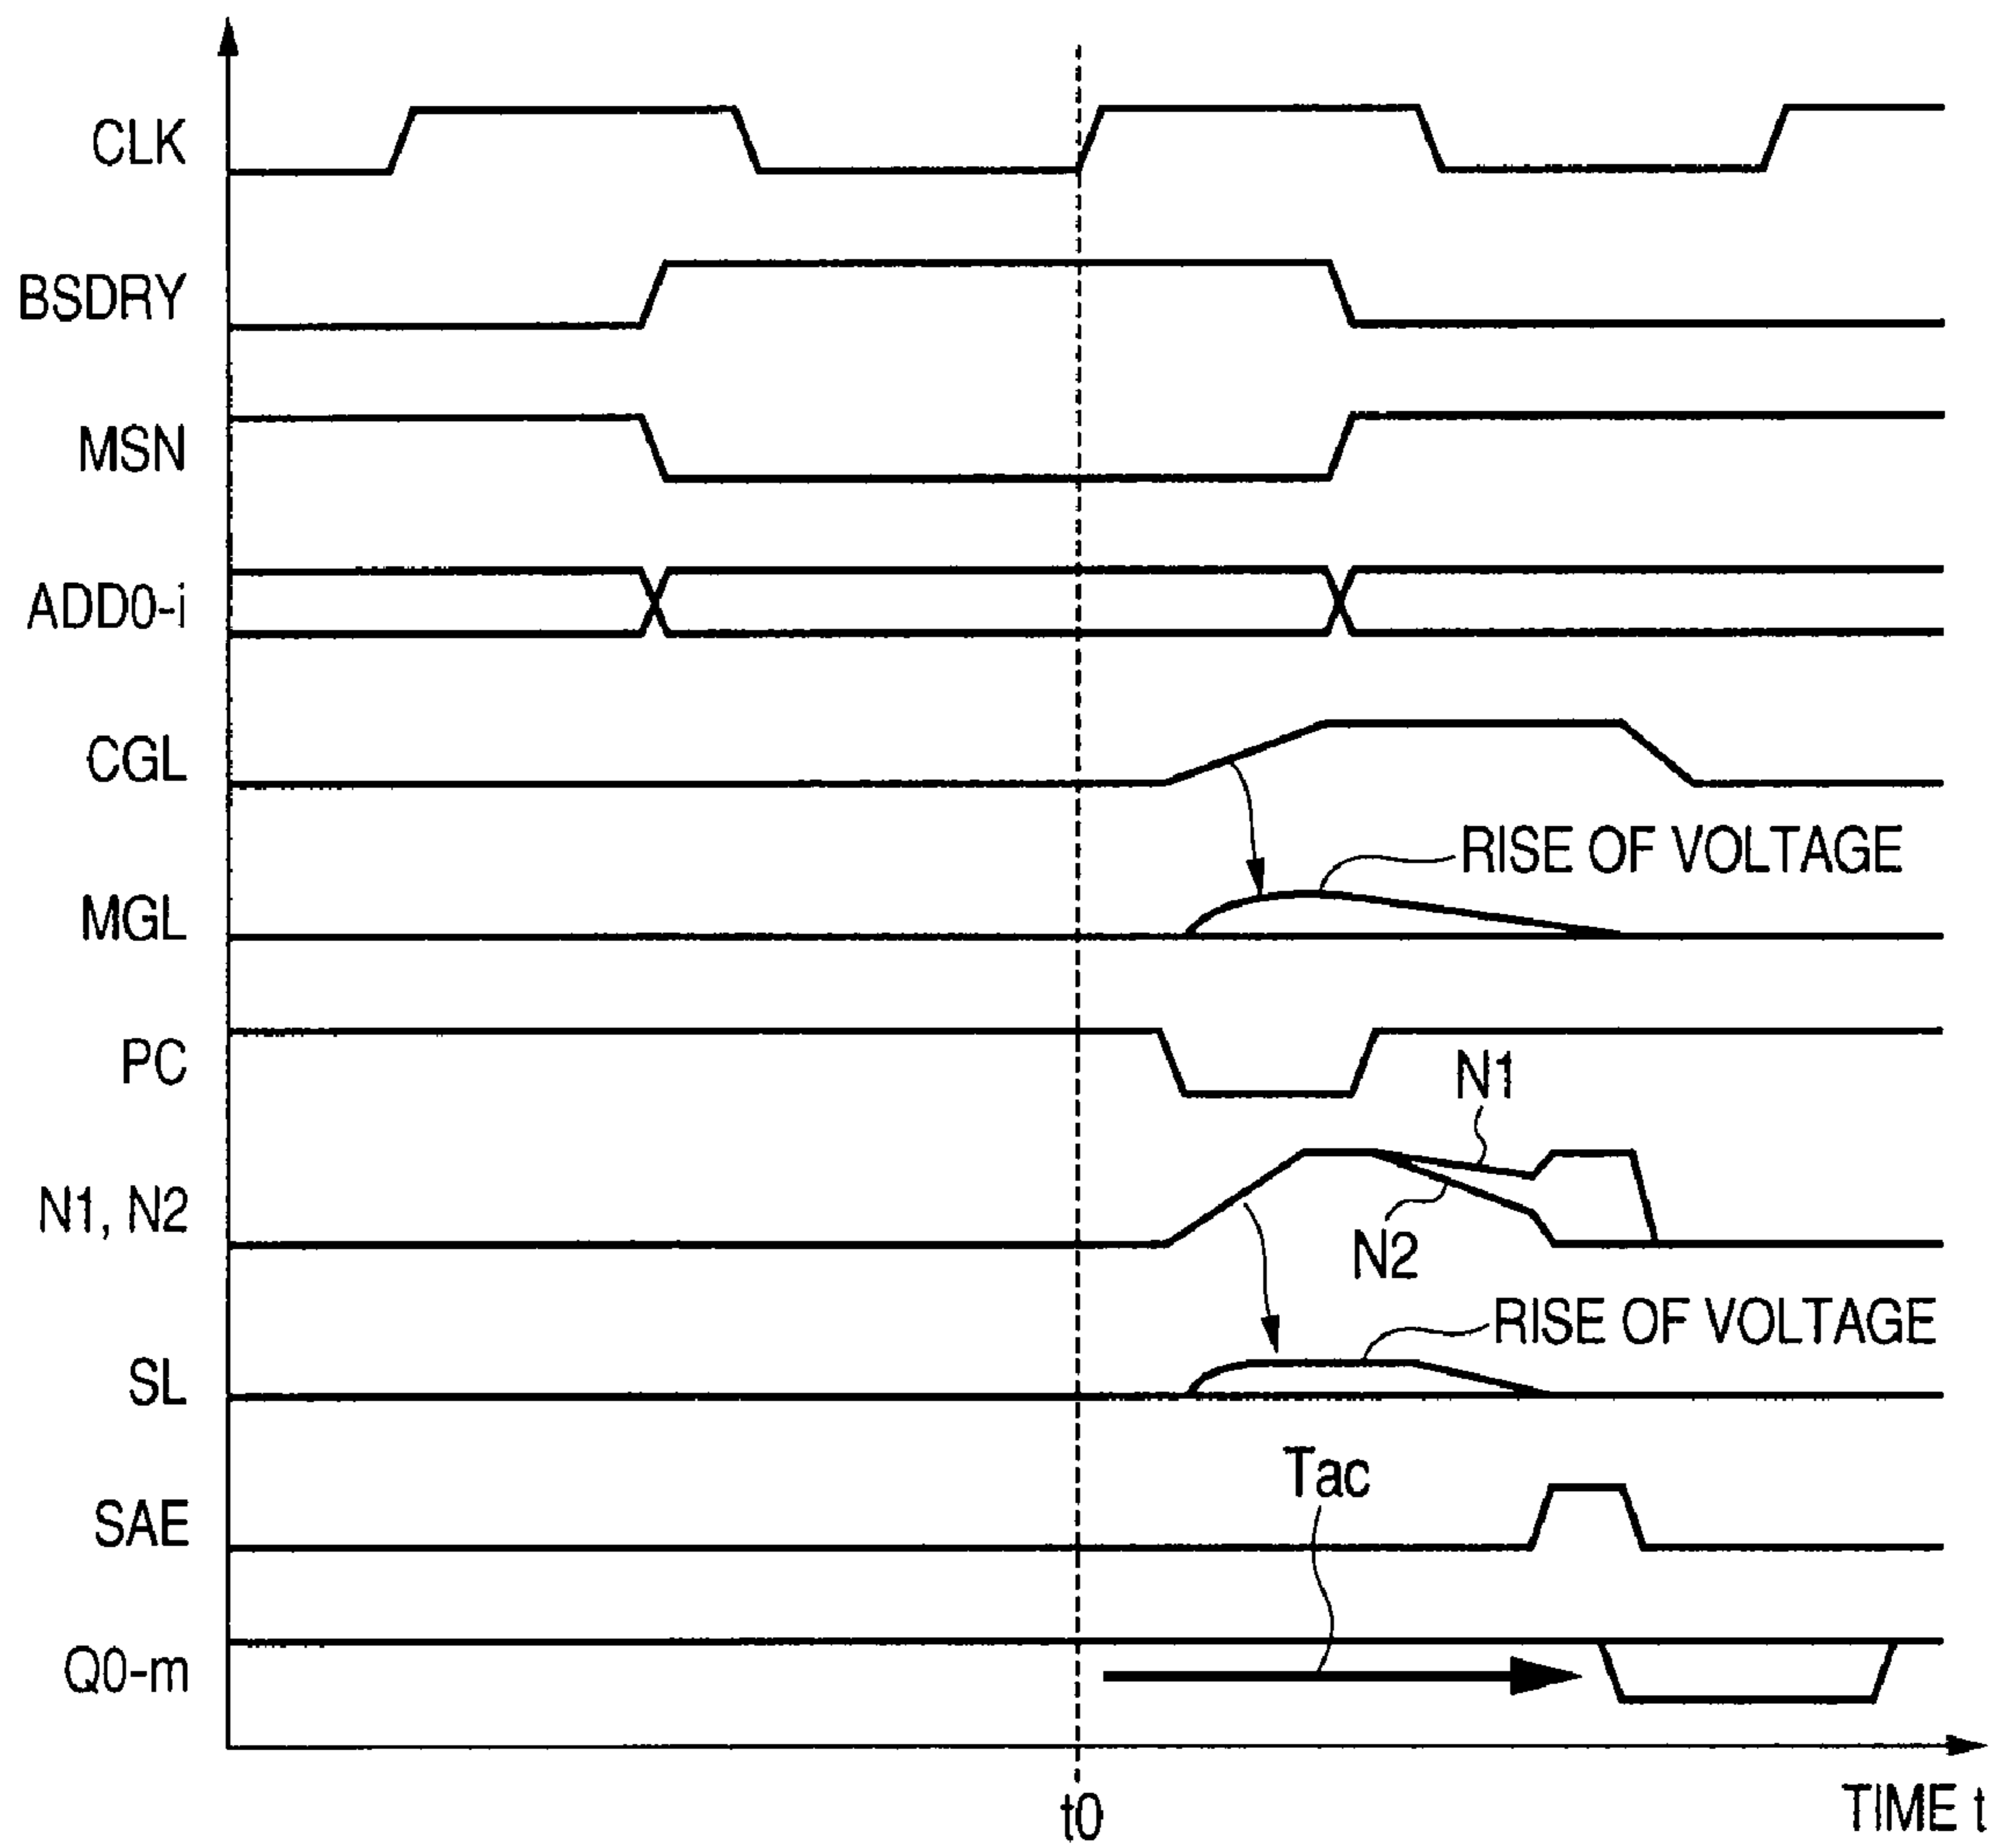 CLK
BSDRY
MSN
ADD0-i
CGL
RISE OF VOLTAGE
MGL
PC
N1
N1, N2
N2
RISE OF VOLTAGE
SL
Tac
SAE
Q0-m
t0
TIME t